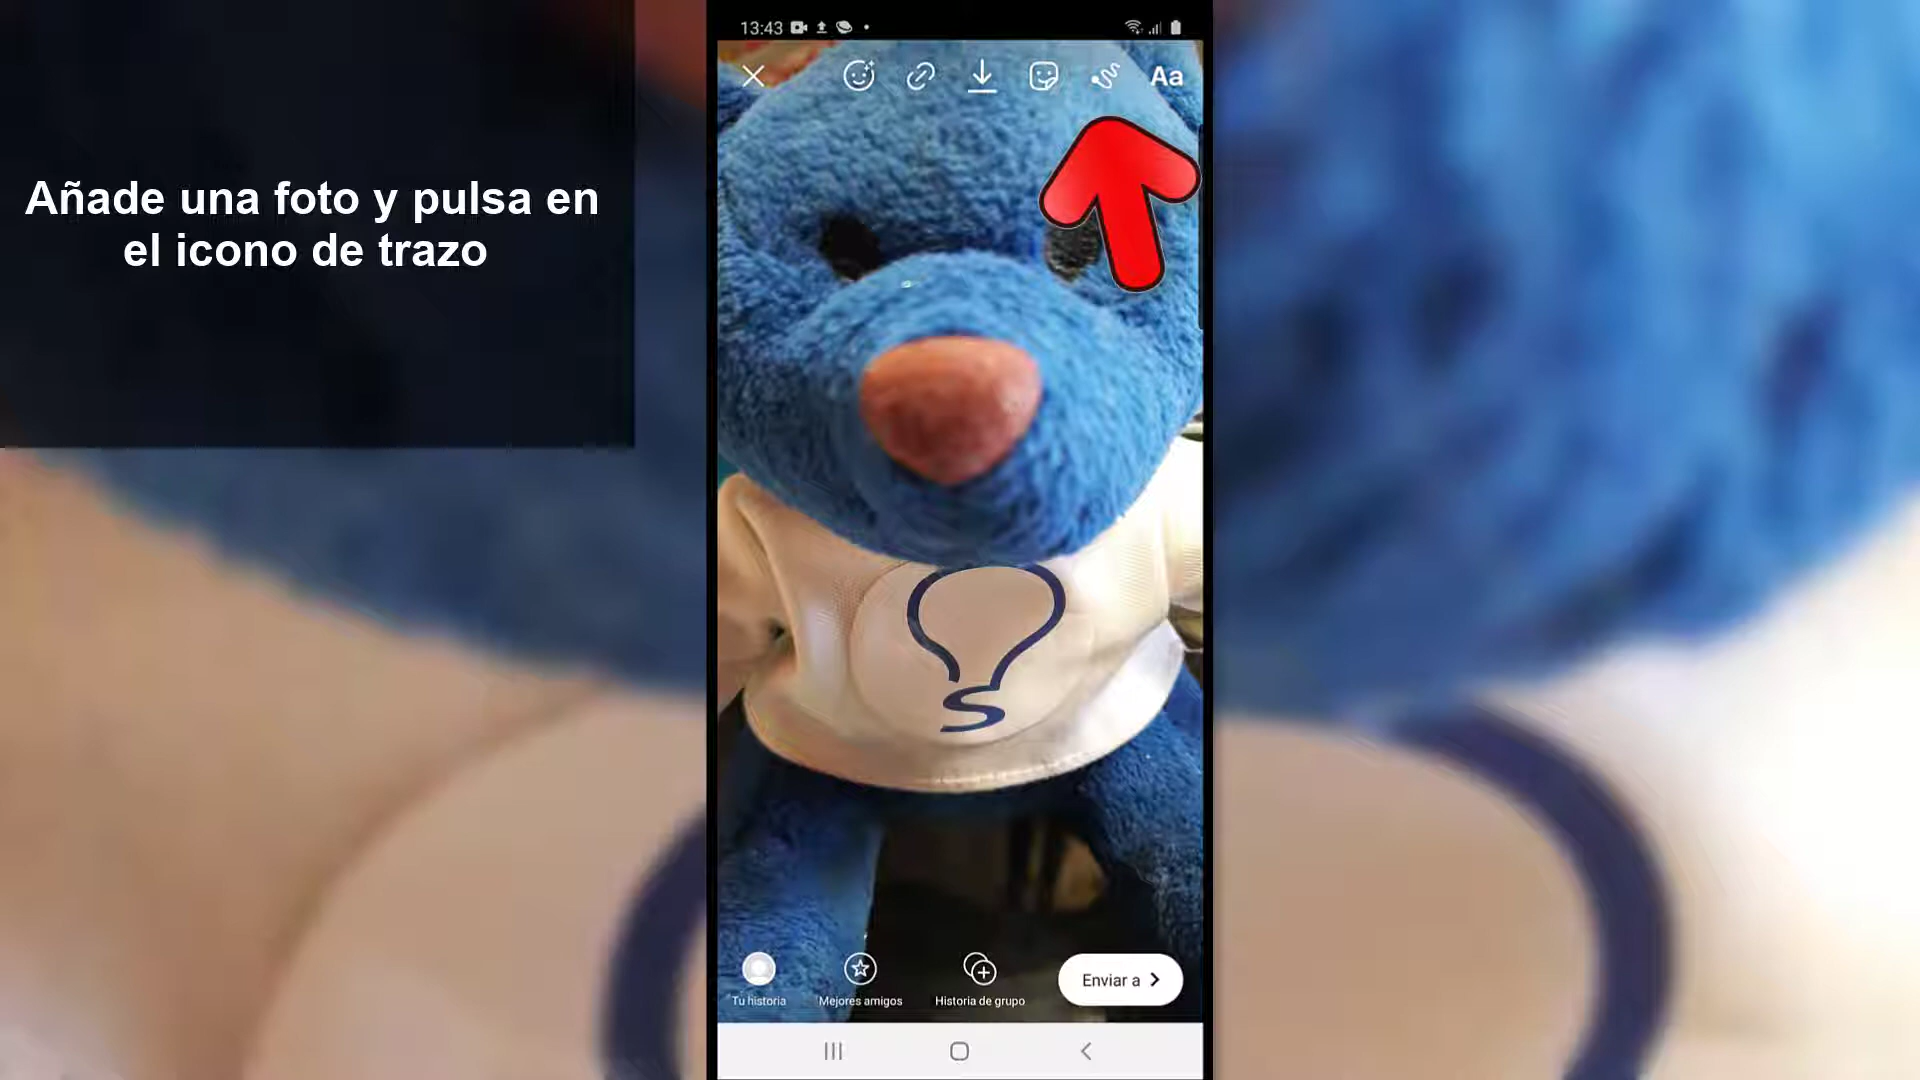 Añade una foto y pulsa en
el icono de trazo
13:43
Aa
Tu historia
Mejores amigos
Historia de grupo
Enviar a